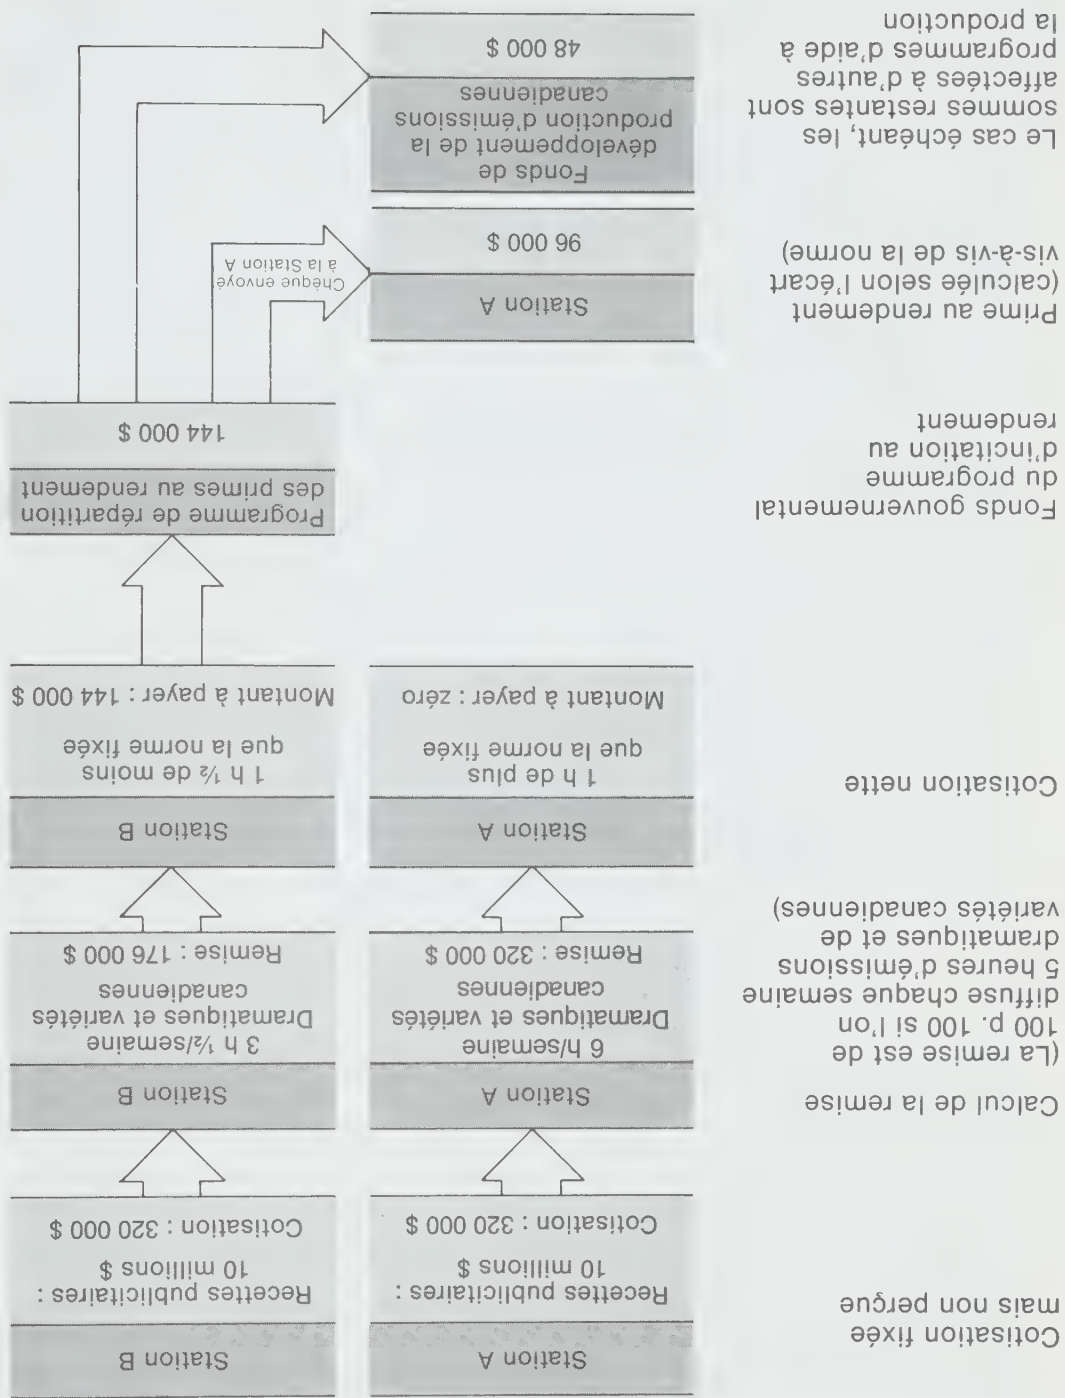 Cotisation fixée
mais non perçue
Station A
Recettes publicitaires :
10 millions $
Cotisation : 320 000 $
Station B
Recettes publicitaires :
10 millions $
Cotisation : 320 000 $
Calcul de la remise
(La remise est de
100 p. 100 si l'on
diffuse chaque semaine
5 heures d'émissions
dramatiques et de
variétés canadiennes)
Station A
6 h/semaine
Dramatiques et variétés
canadiennes
Remise : 320 000 $
Station B
3 h ½/semaine
Dramatiques et variétés
canadiennes
Remise : 176 000 $
Cotisation nette
Station A
1 h de plus
que la norme fixée
Montant à payer : zéro
Station B
1 h ½ de moins
que la norme fixée
Montant à payer : 144 000 $
Fonds gouvernemental
du programme
d'incitation au
rendement
Programme de répartition
des primes au rendement
144 000 $
Prime au rendement
(calculée selon l'écart
vis-à-vis de la norme)
Station A
96 000 $
Chèque envoyé
à la Station A
Le cas échéant, les
sommes restantes sont
affectées à d'autres
programmes d'aide à
la production
Fonds de
développement de la
production d'émissions
canadiennes
48 000 $